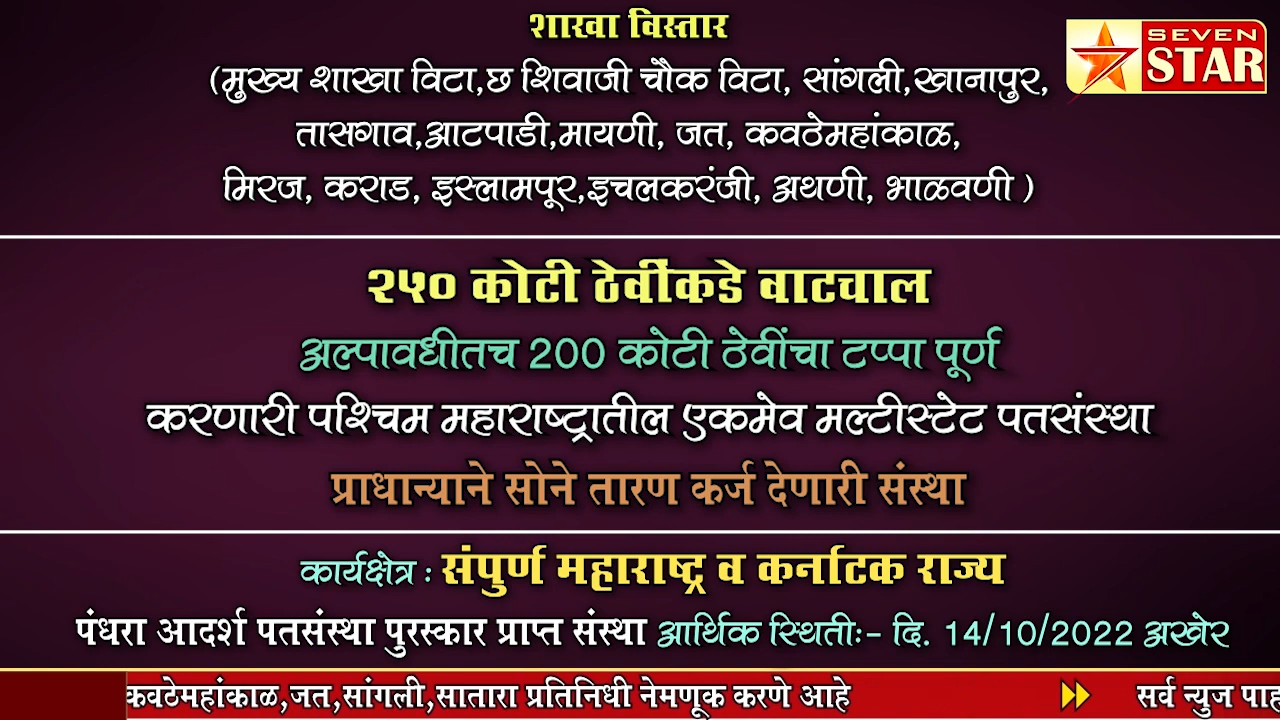 शाखा विस्तार
SEVEN
STAR
(मुख्य शाखा विटा,छ शिवाजी चौक विटा, सांगली,खानापुर,
तासगाव,आटपाडी,मायणी, जत, कवठेमहांकाळ,
मिरज, कराड, इस्लामपूर,इचलकरंजी, अथणी, भाळवणी )
२५० कोटी ठेवींकडे वाटचाल
अल्पावधीतच 200 कोटी ठेवींचा टप्पा पूर्ण
करणारी पश्चिम महाराष्ट्रातील एकमेव मल्टीस्टेट पतसंस्था
प्राधान्याने सोने तारण कर्ज देणारी संस्था
कार्यक्षेत्र : संपुर्ण महाराष्ट्र व कर्नाटक राज्य
पंधरा आदर्श पतसंस्था पुरस्कार प्राप्त संस्था आर्थिक स्थिती:- दि. 14/10/2022 अखेर
कवठेमहांकाळ,जत,सांगली,सातारा प्रतिनिधी नेमणूक करणे आहे सर्व न्युज पाह